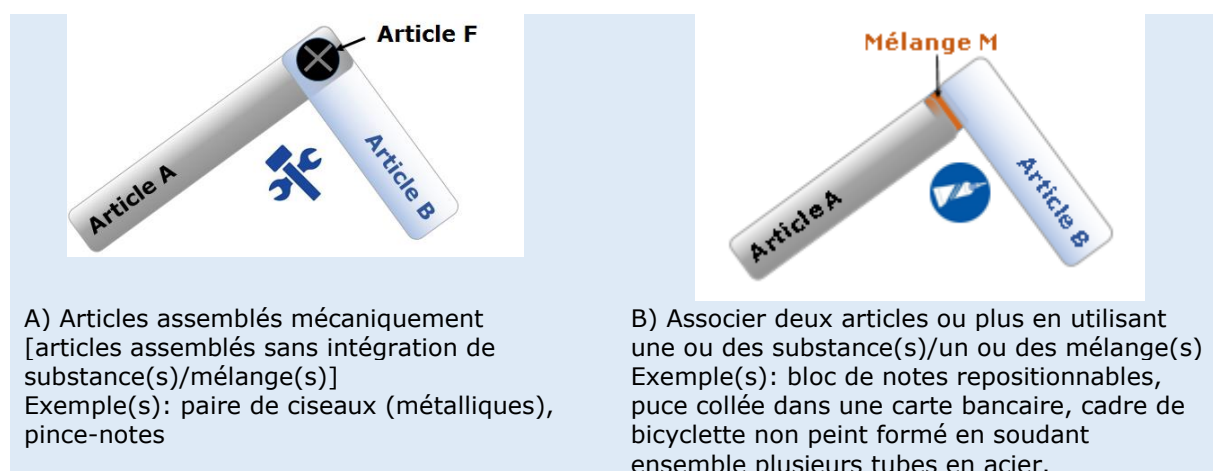 Article F
Article A
Article B
Mélange M
Article A
Article B
A) Articles assemblés mécaniquement
[articles assemblés sans intégration de
substance(s)/mélange(s)]
Exemple(s): paire de ciseaux (métalliques),
pince-notes
B) Associer deux articles ou plus en utilisant
une ou des substance(s)/un ou des mélange(s)
Exemple(s): bloc de notes repositionnables,
puce collée dans une carte bancaire, cadre de
bicyclette non peint formé en soudant
ensemble plusieurs tubes en acier.